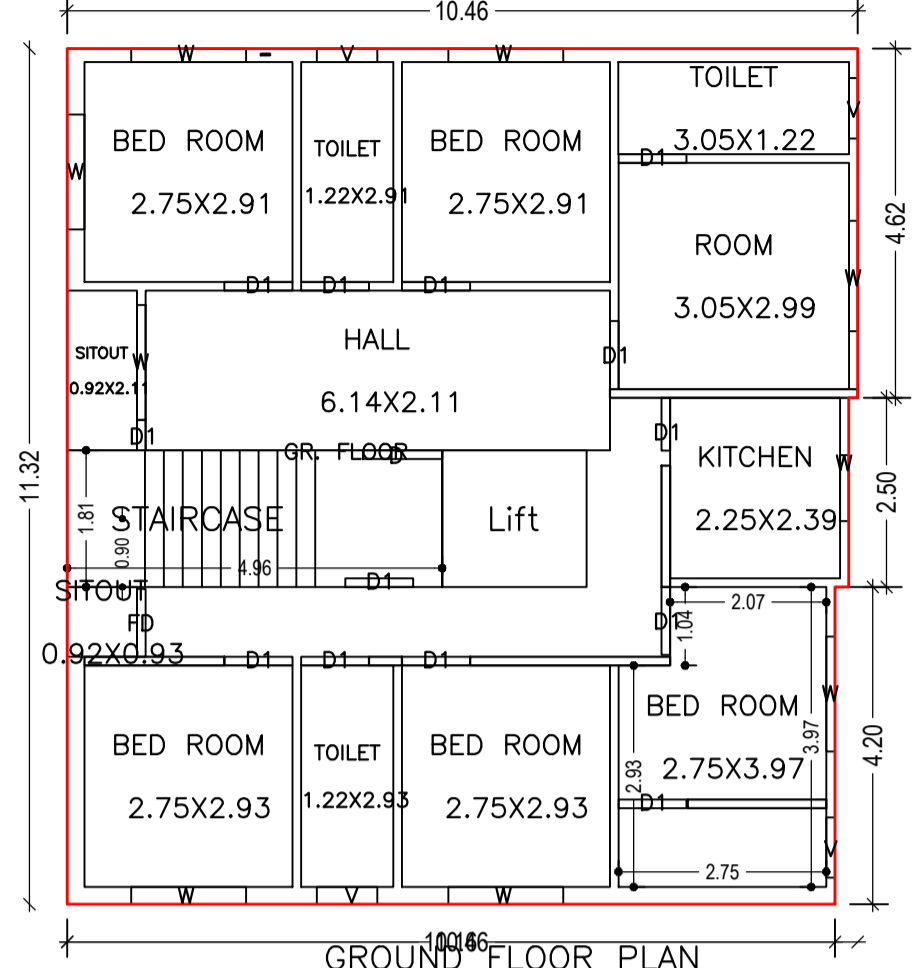 10.46
W
-
V
W
TOILET
3.05X1.22
V
BED ROOM
2.75X2.91
TOILET
1.22X2.91
BED ROOM
2.75X2.91
D1
W
4.62
ROOM
3.05X2.99
W
D1
D1
D1
SITOUT
0.92X2.11
W
D1
HALL
6.14X2.11
D1
GR. FLOOR
D
D1
KITCHEN
2.25X2.39
W
2.50
11.32
1.81
0.90
STAIRCASE
4.96
Lift
D1
SITOUT
0.92X0.93
FD
D1
1.04
2.07
D1
D1
D1
BED ROOM
2.93
BED ROOM
2.75X3.97
3.97
W
4.20
2.75X2.93
TOILET
1.22X2.93
BED ROOM
2.75X2.93
D1
2.75
V
W
V
W
GROUND FLOOR PLAN